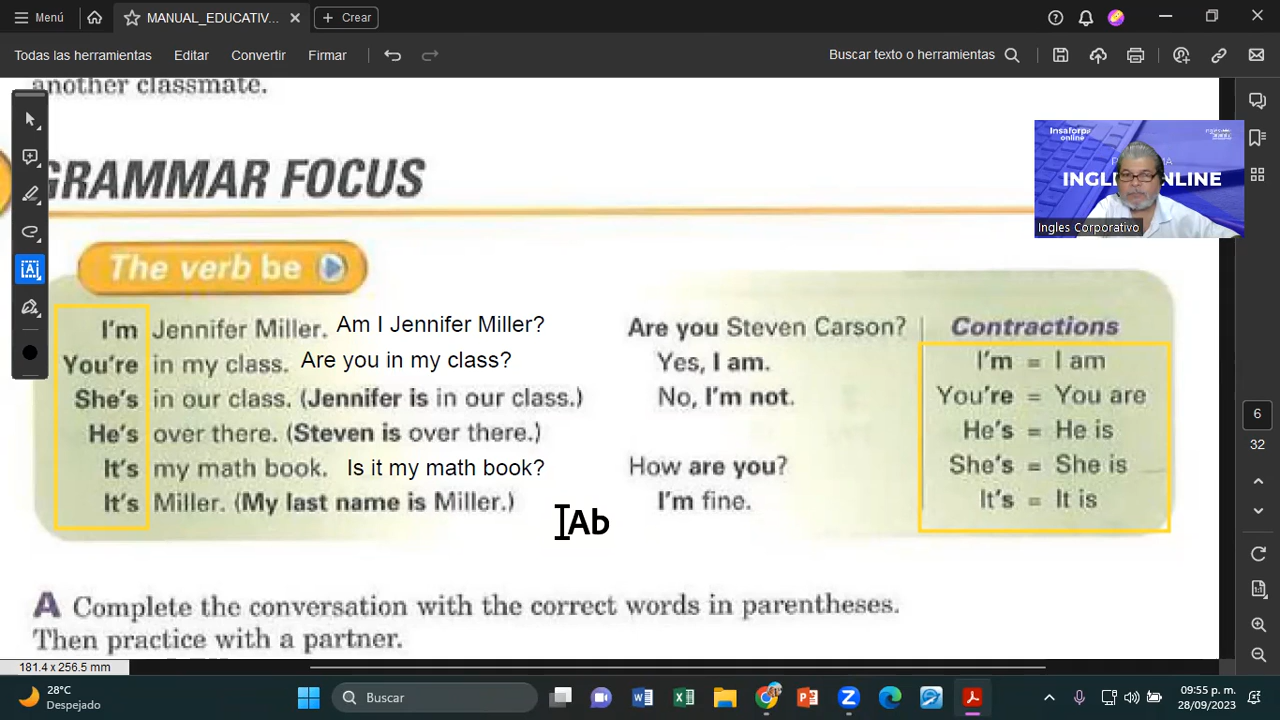 Menú
MANUAL_EDUCATIV...
Crear
Todas las herramientas
Editar
Convertir
Firmar
Buscar texto o herramientas
another classmate.
GRAMMAR FOCUS
The verb be
I'm Jennifer Miller. Am I Jennifer Miller?
You're in my class. Are you in my class?
She's in our class. (Jennifer is in our class.)
He's over there. (Steven is over there.)
It's my math book. Is it my math book?
It's Miller. (My last name is Miller.)
Ab
Are you Steven Carson?
Yes, I am.
No, I'm not.
How are you?
I'm fine.
Contractions
I'm = I am
You're = You are
He's = He is
She's = She is
It's = It is
A Complete the conversation with the correct words in parentheses.
Then practice with a partner.
Insaforp
online
INGL
ONLINE
Ingles Corporativo
6
32
181.4 x 256.5 mm
28°C
Despejado
Buscar
09:55 p. m.
28/09/2023